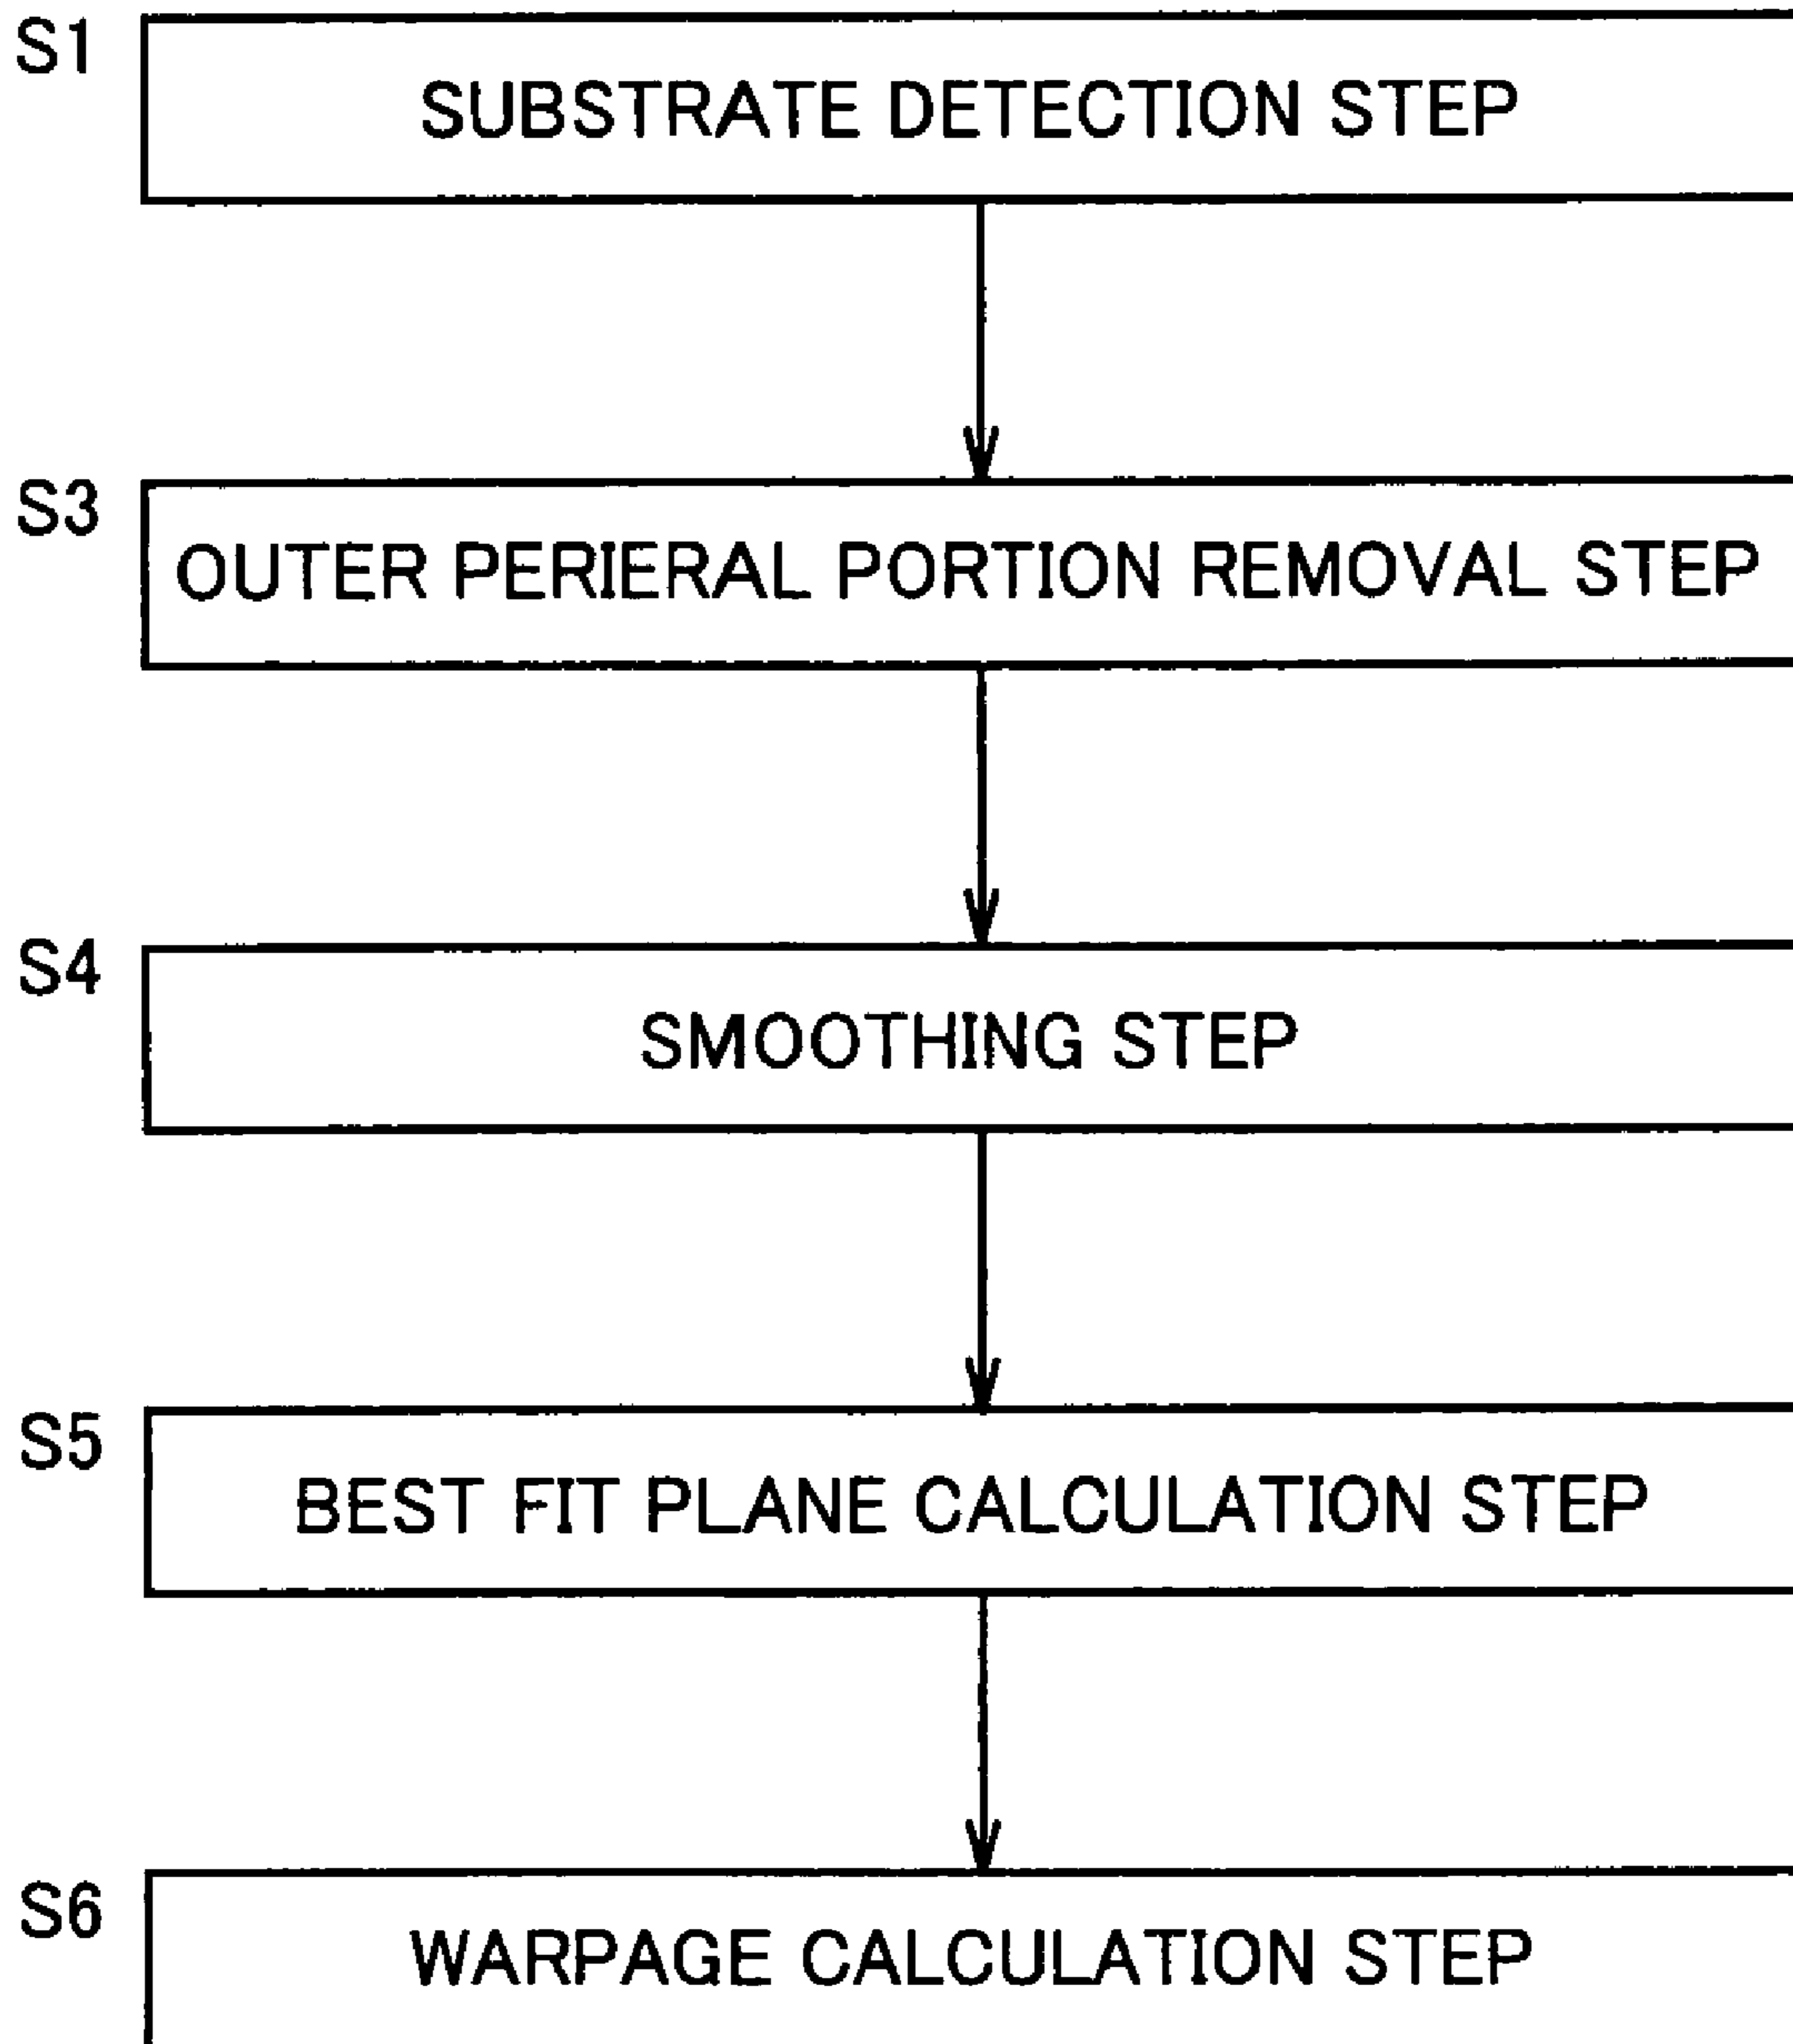 S1
SUBSTRATE DETECTION STEP
S3
OUTER PERIERAL PORTION REMOVAL STEP
S4
SMOOTHING STEP
S5
BEST FIT PLANE CALCULATION STEP
S6
WARPAGE CALCULATION STEP